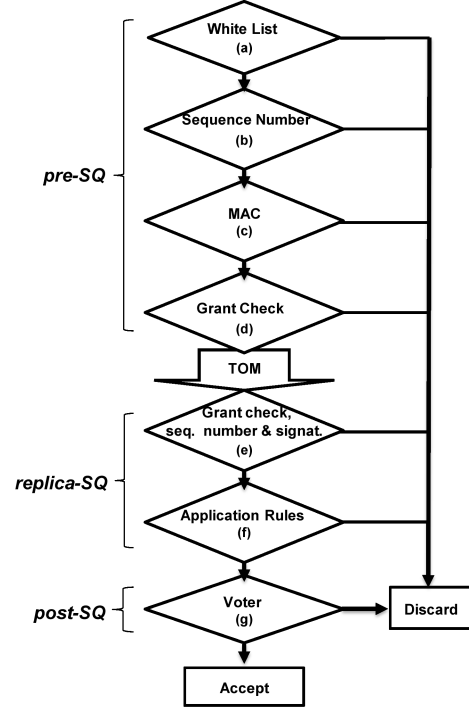 White List
(a)
Sequence Number
(b)
pre-SQ
MAC
(c)
Grant Check
(d)
TOM
Grant check,
seq. number & signat.
(e)
replica-SQ
Application Rules
(f)
post-SQ
Voter
(g)
Discard
Accept